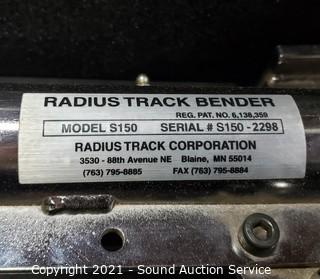 RADIUS TRACK BENDER
REG. PAT. NO. 6,138,359
MODEL S150 SERIAL # S150-2298
RADIUS TRACK CORPORATION
3530 - 88th Avenue NE Blaine, MN 55014
(763) 795-8885 FAX (763) 795-8884
Copyright 2021 - Sound Auction Service